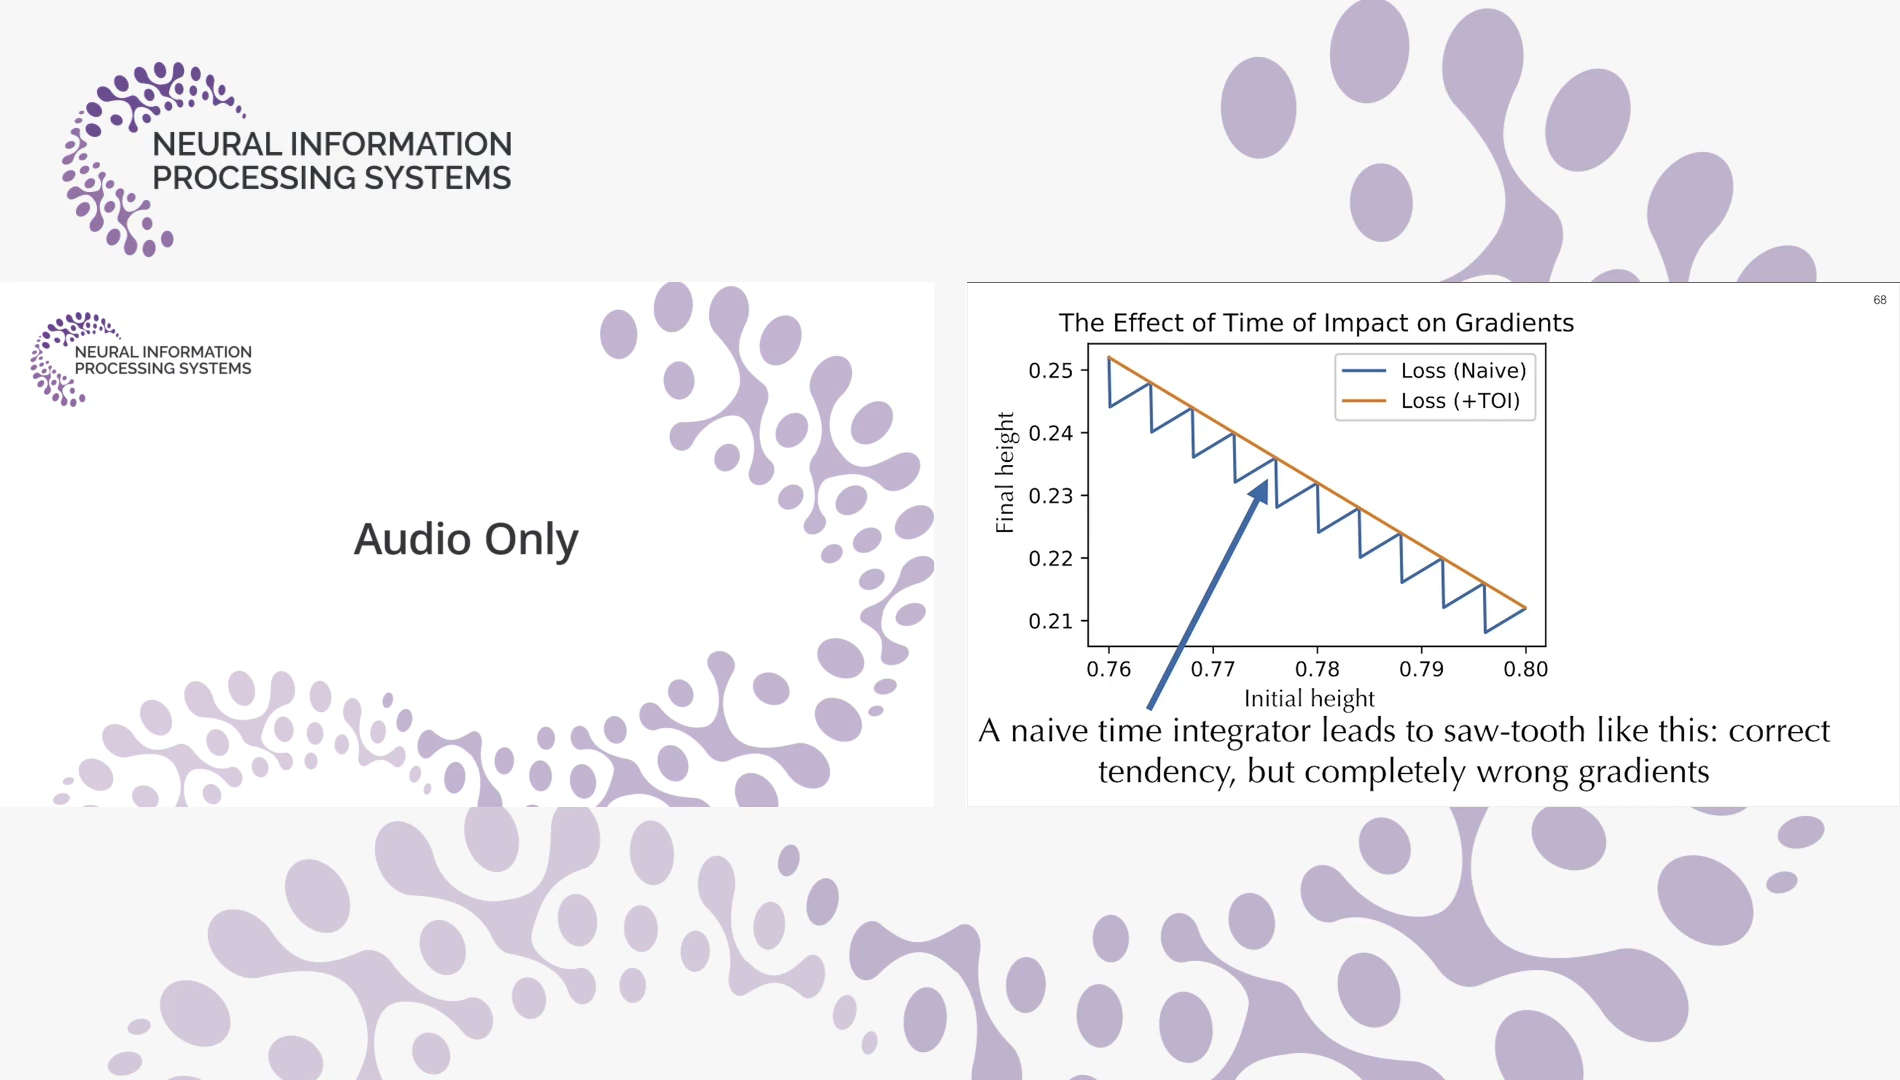 NEURAL INFORMATION
PROCESSING SYSTEMS
NEURAL INFORMATION
PROCESSING SYSTEMS
Audio Only
68
The Effect of Time of Impact on Gradients
Loss (Naive)
Loss (+TOI)
Final height
0.25
0.24
0.23
0.22
0.21
0.76 0.77 0.78 0.79 0.80
Initial height
A naive time integrator leads to saw-tooth like this: correct
tendency, but completely wrong gradients